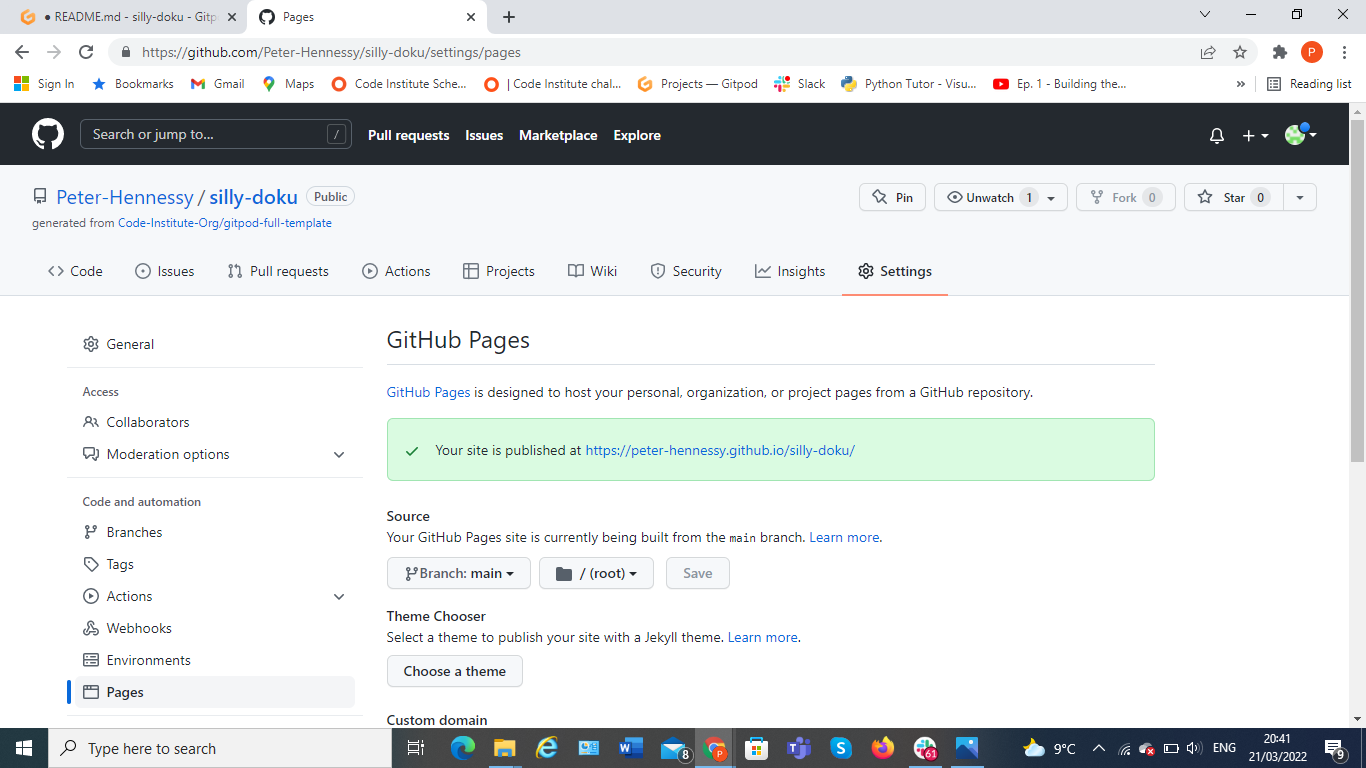 ● README.md - silly-doku - Gitp
Pages
https://github.com/Peter-Hennessy/silly-doku/settings/pages
P
Sign In
Bookmarks
Gmail
Maps
Code Institute Sche...
| Code Institute chal...
Projects — Gitpod
Slack
Python Tutor - Visu...
Ep. 1 - Building the...
»
Reading list
Search or jump to...
/
Pull requests
Issues
Marketplace
Explore
Peter-Hennessy / silly-doku
Public
Pin
Unwatch 1
Fork 0
Star 0
generated from Code-Institute-Org/gitpod-full-template
Code
Issues
Pull requests
Actions
Projects
Wiki
Security
Insights
Settings
General
Access
Collaborators
Moderation options
Code and automation
Branches
Tags
Actions
Webhooks
Environments
Pages
GitHub Pages
GitHub Pages is designed to host your personal, organization, or project pages from a GitHub repository.
Your site is published at https://peter-hennessy.github.io/silly-doku/
Source
Your GitHub Pages site is currently being built from the main branch. Learn more.
Branch: main
/ (root)
Save
Theme Chooser
Select a theme to publish your site with a Jekyll theme. Learn more.
Choose a theme
Custom domain
Type here to search
8
P
61
9°C
ENG
20:41
21/03/2022
9